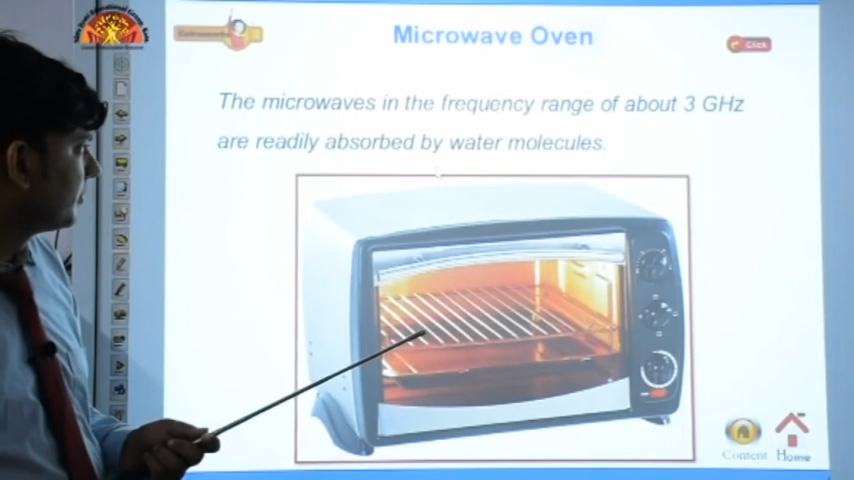 Microwave Oven
Click
The microwaves in the frequency range of about 3 GHz
are readily absorbed by water molecules.
Content
Home